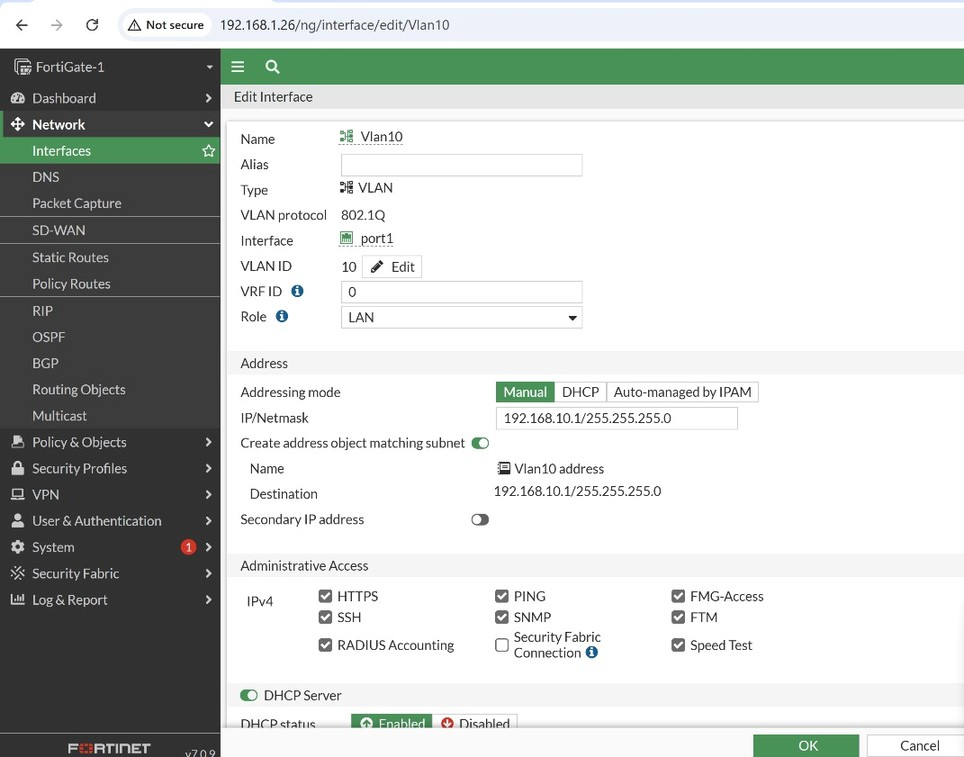 Not secure 192.168.1.26/ng/interface/edit/Vlan10
FortiGate-1
Dashboard
Network
Interfaces
DNS
Packet Capture
SD-WAN
Static Routes
Policy Routes
RIP
OSPF
BGP
Routing Objects
Multicast
Policy & Objects
Security Profiles
VPN
User & Authentication
System 1
Security Fabric
Log & Report
FORTINET v7.0.9
Edit Interface
Name Vlan10
Alias
Type VLAN
VLAN protocol 802.1Q
Interface port1
VLAN ID 10 Edit
VRF ID 0
Role LAN
Address
Addressing mode Manual DHCP Auto-managed by IPAM
IP/Netmask 192.168.10.1/255.255.255.0
Create address object matching subnet
Name Vlan10 address
Destination 192.168.10.1/255.255.255.0
Secondary IP address
Administrative Access
IPv4 HTTPS PING FMG-Access
SSH SNMP FTM
RADIUS Accounting Security Fabric Connection Speed Test
DHCP Server
DHCP status Enabled Disabled
OK Cancel